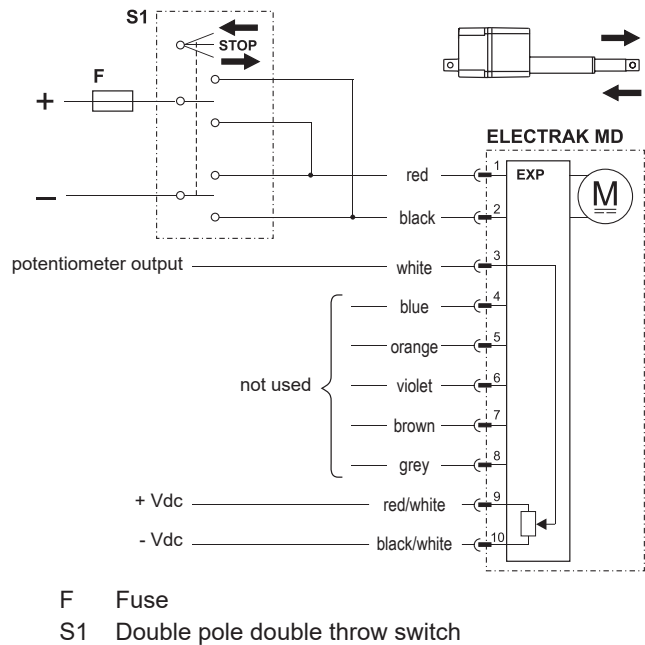 S1
STOP
F
+
–
ELECTRAK MD
red 1 EXP
M
black 2
potentiometer output white 3
blue 4
orange 5
not used violet 6
brown 7
grey 8
+ Vdc red/white 9
- Vdc black/white 10
F Fuse
S1 Double pole double throw switch